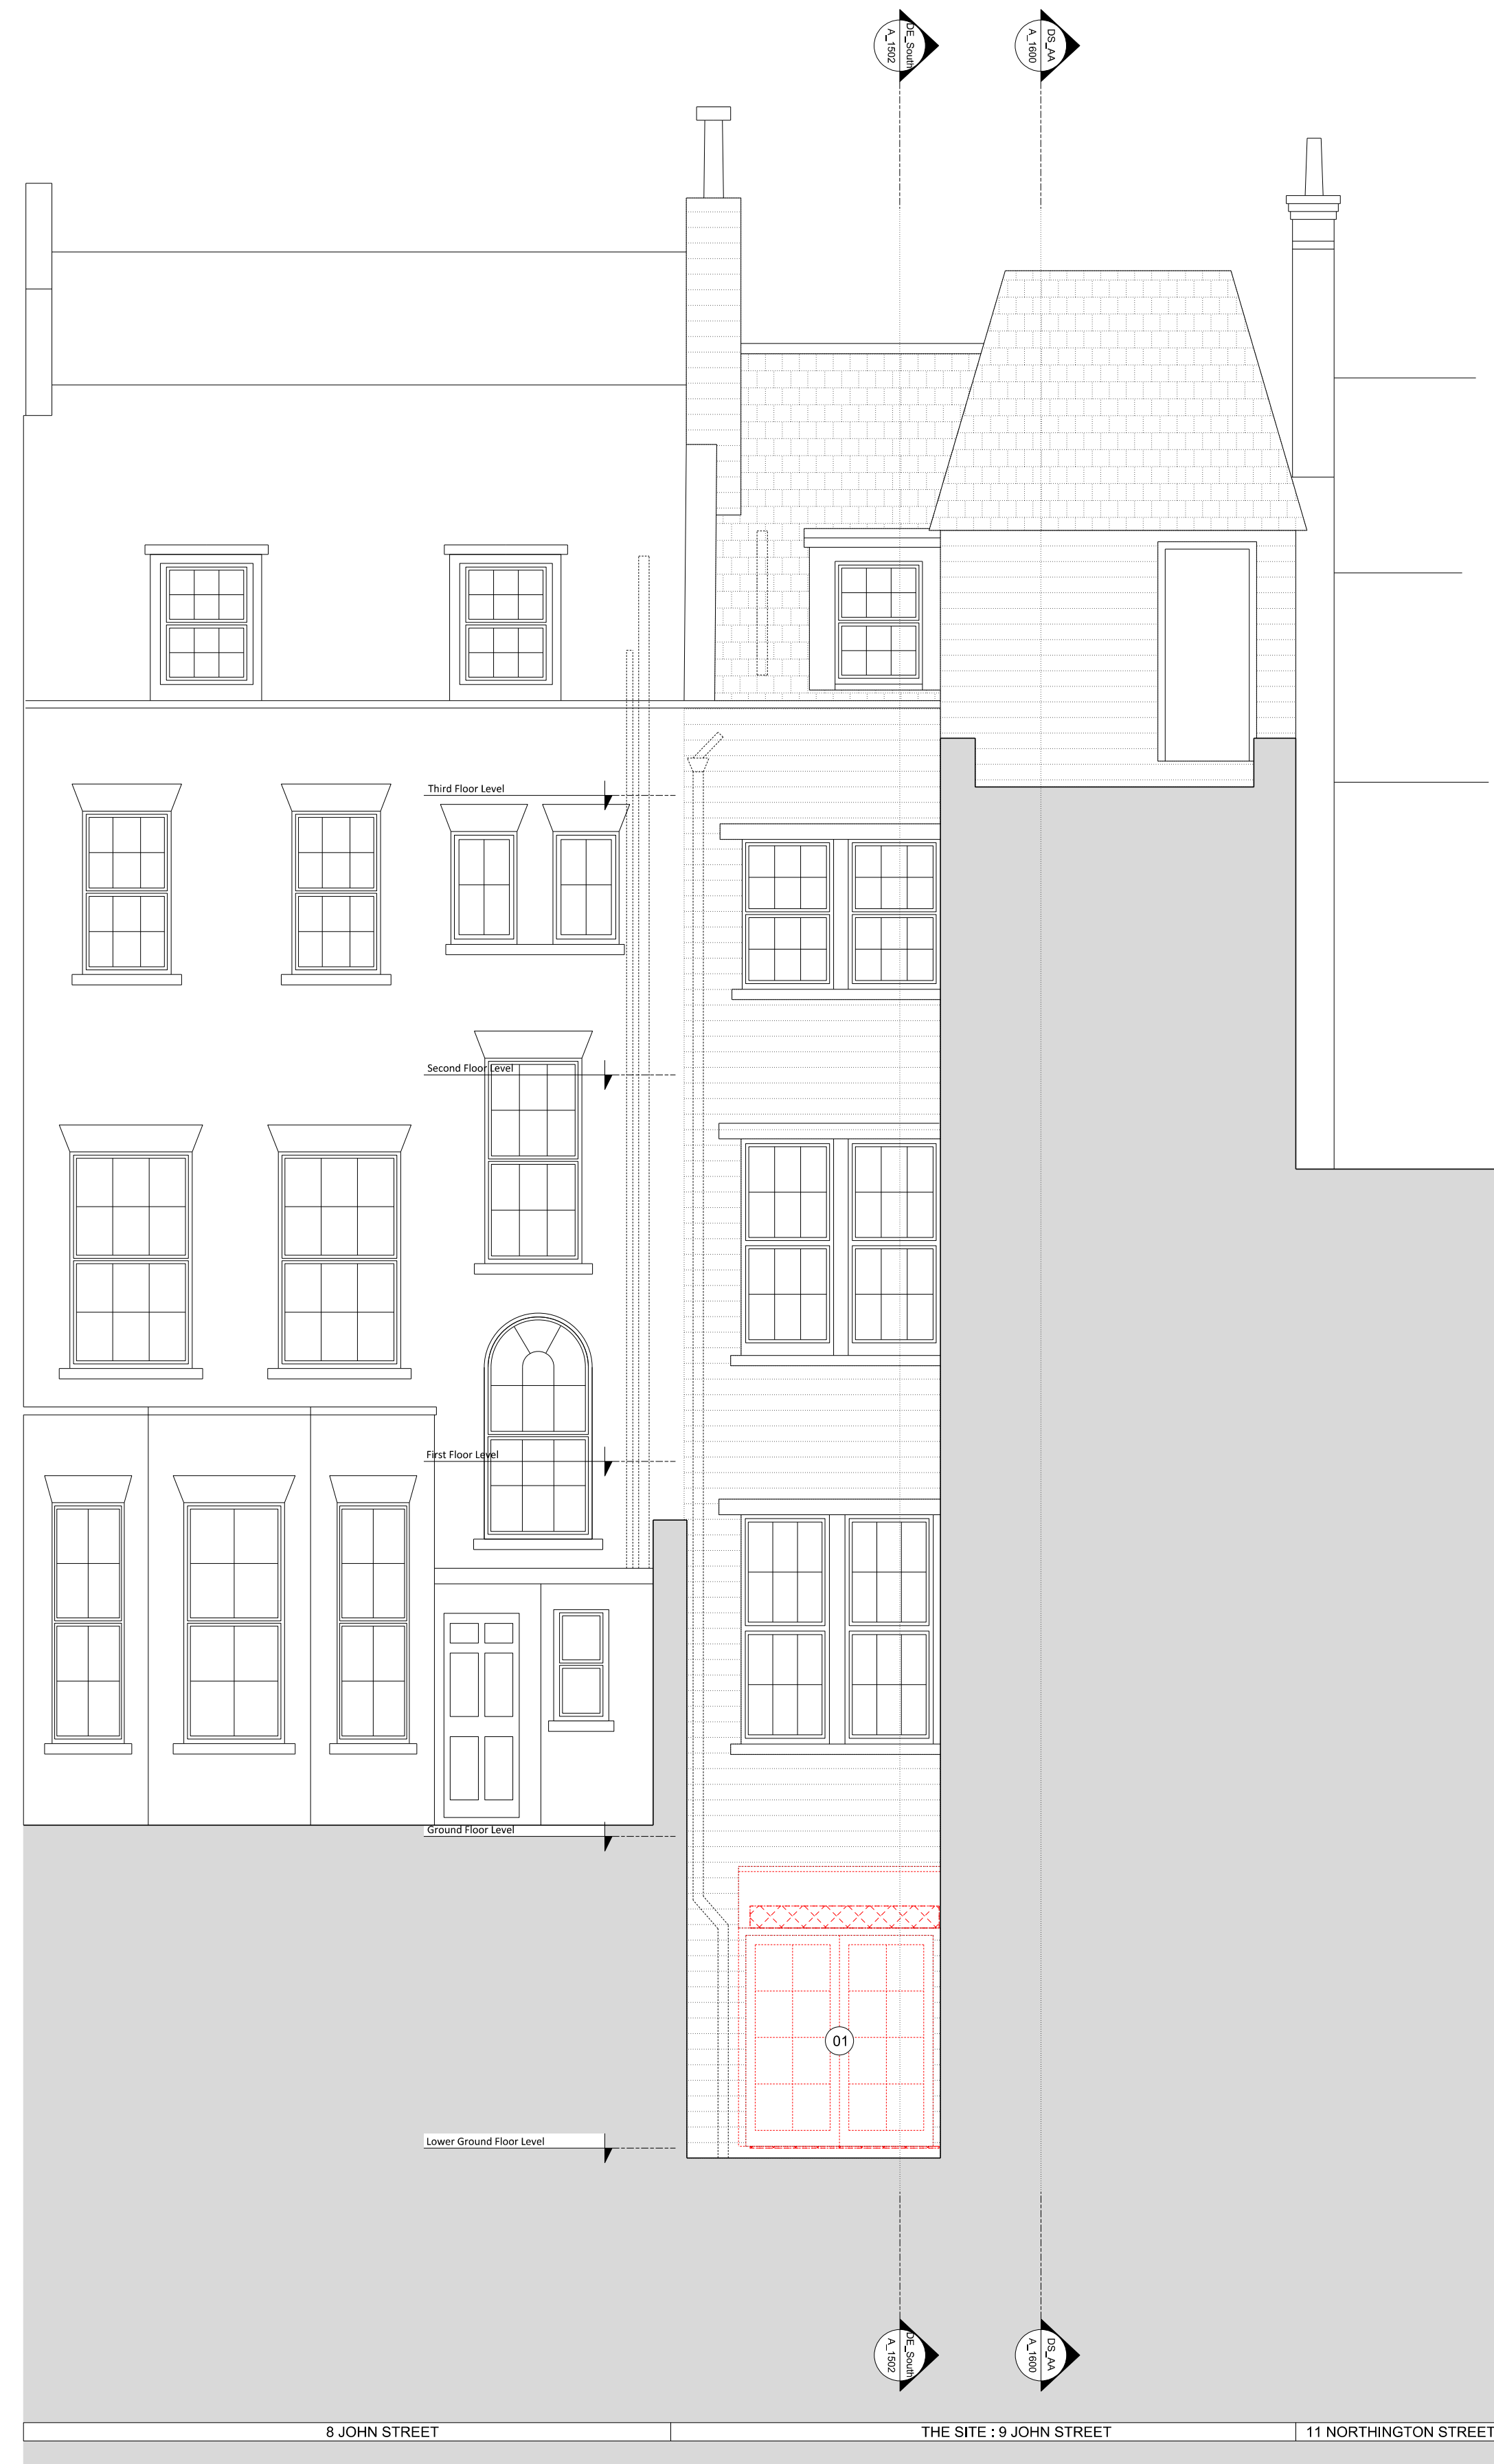 DE_South
A_1502
DS_AA
A_1600
Third Floor Level
Second Floor Level
First Floor Level
Ground Floor Level
01
Lower Ground Floor Level
DE_South
A_1502
DS_AA
A_1600
8 JOHN STREET
THE SITE : 9 JOHN STREET
11 NORTHINGTON STREET